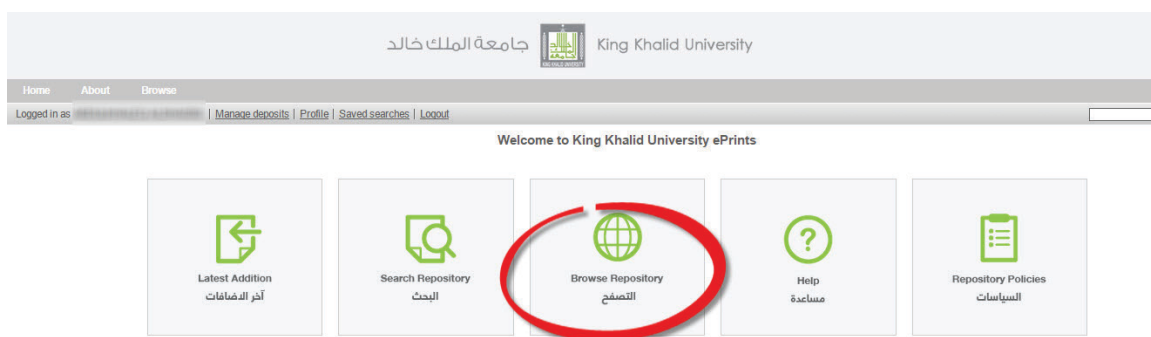 جامعة الملك خالد King Khalid University
Home About Browse
Logged in as | Manage deposits | Profile | Saved searches | Logout
Welcome to King Khalid University ePrints
Latest Addition
آخر الاضافات
Search Repository
البحث
Browse Repository
التصفح
Help
مساعدة
Repository Policies
السياسات